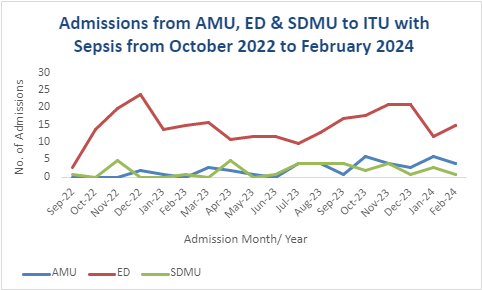 Admissions from AMU, ED & SDMU to ITU with
Sepsis from October 2022 to February 2024
30
25
20
15
10
5
0
No. of Admissions
Sep-22
Oct-22
Nov-22
Dec-22
Jan-23
Feb-23
Mar-23
Apr-23
May-23
Jun-23
Jul-23
Aug-23
Sep-23
Oct-23
Nov-23
Dec-23
Jan-24
Feb-24
Admission Month/ Year
AMU
ED
SDMU